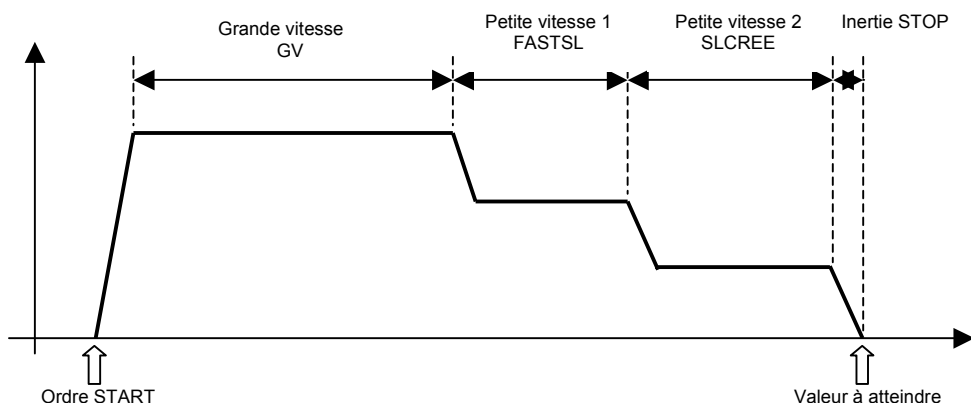 Grande vitesse
GV
Petite vitesse 1
FASTSL
Petite vitesse 2
SLCREE
Inertie STOP
Ordre START
Valeur à atteindre